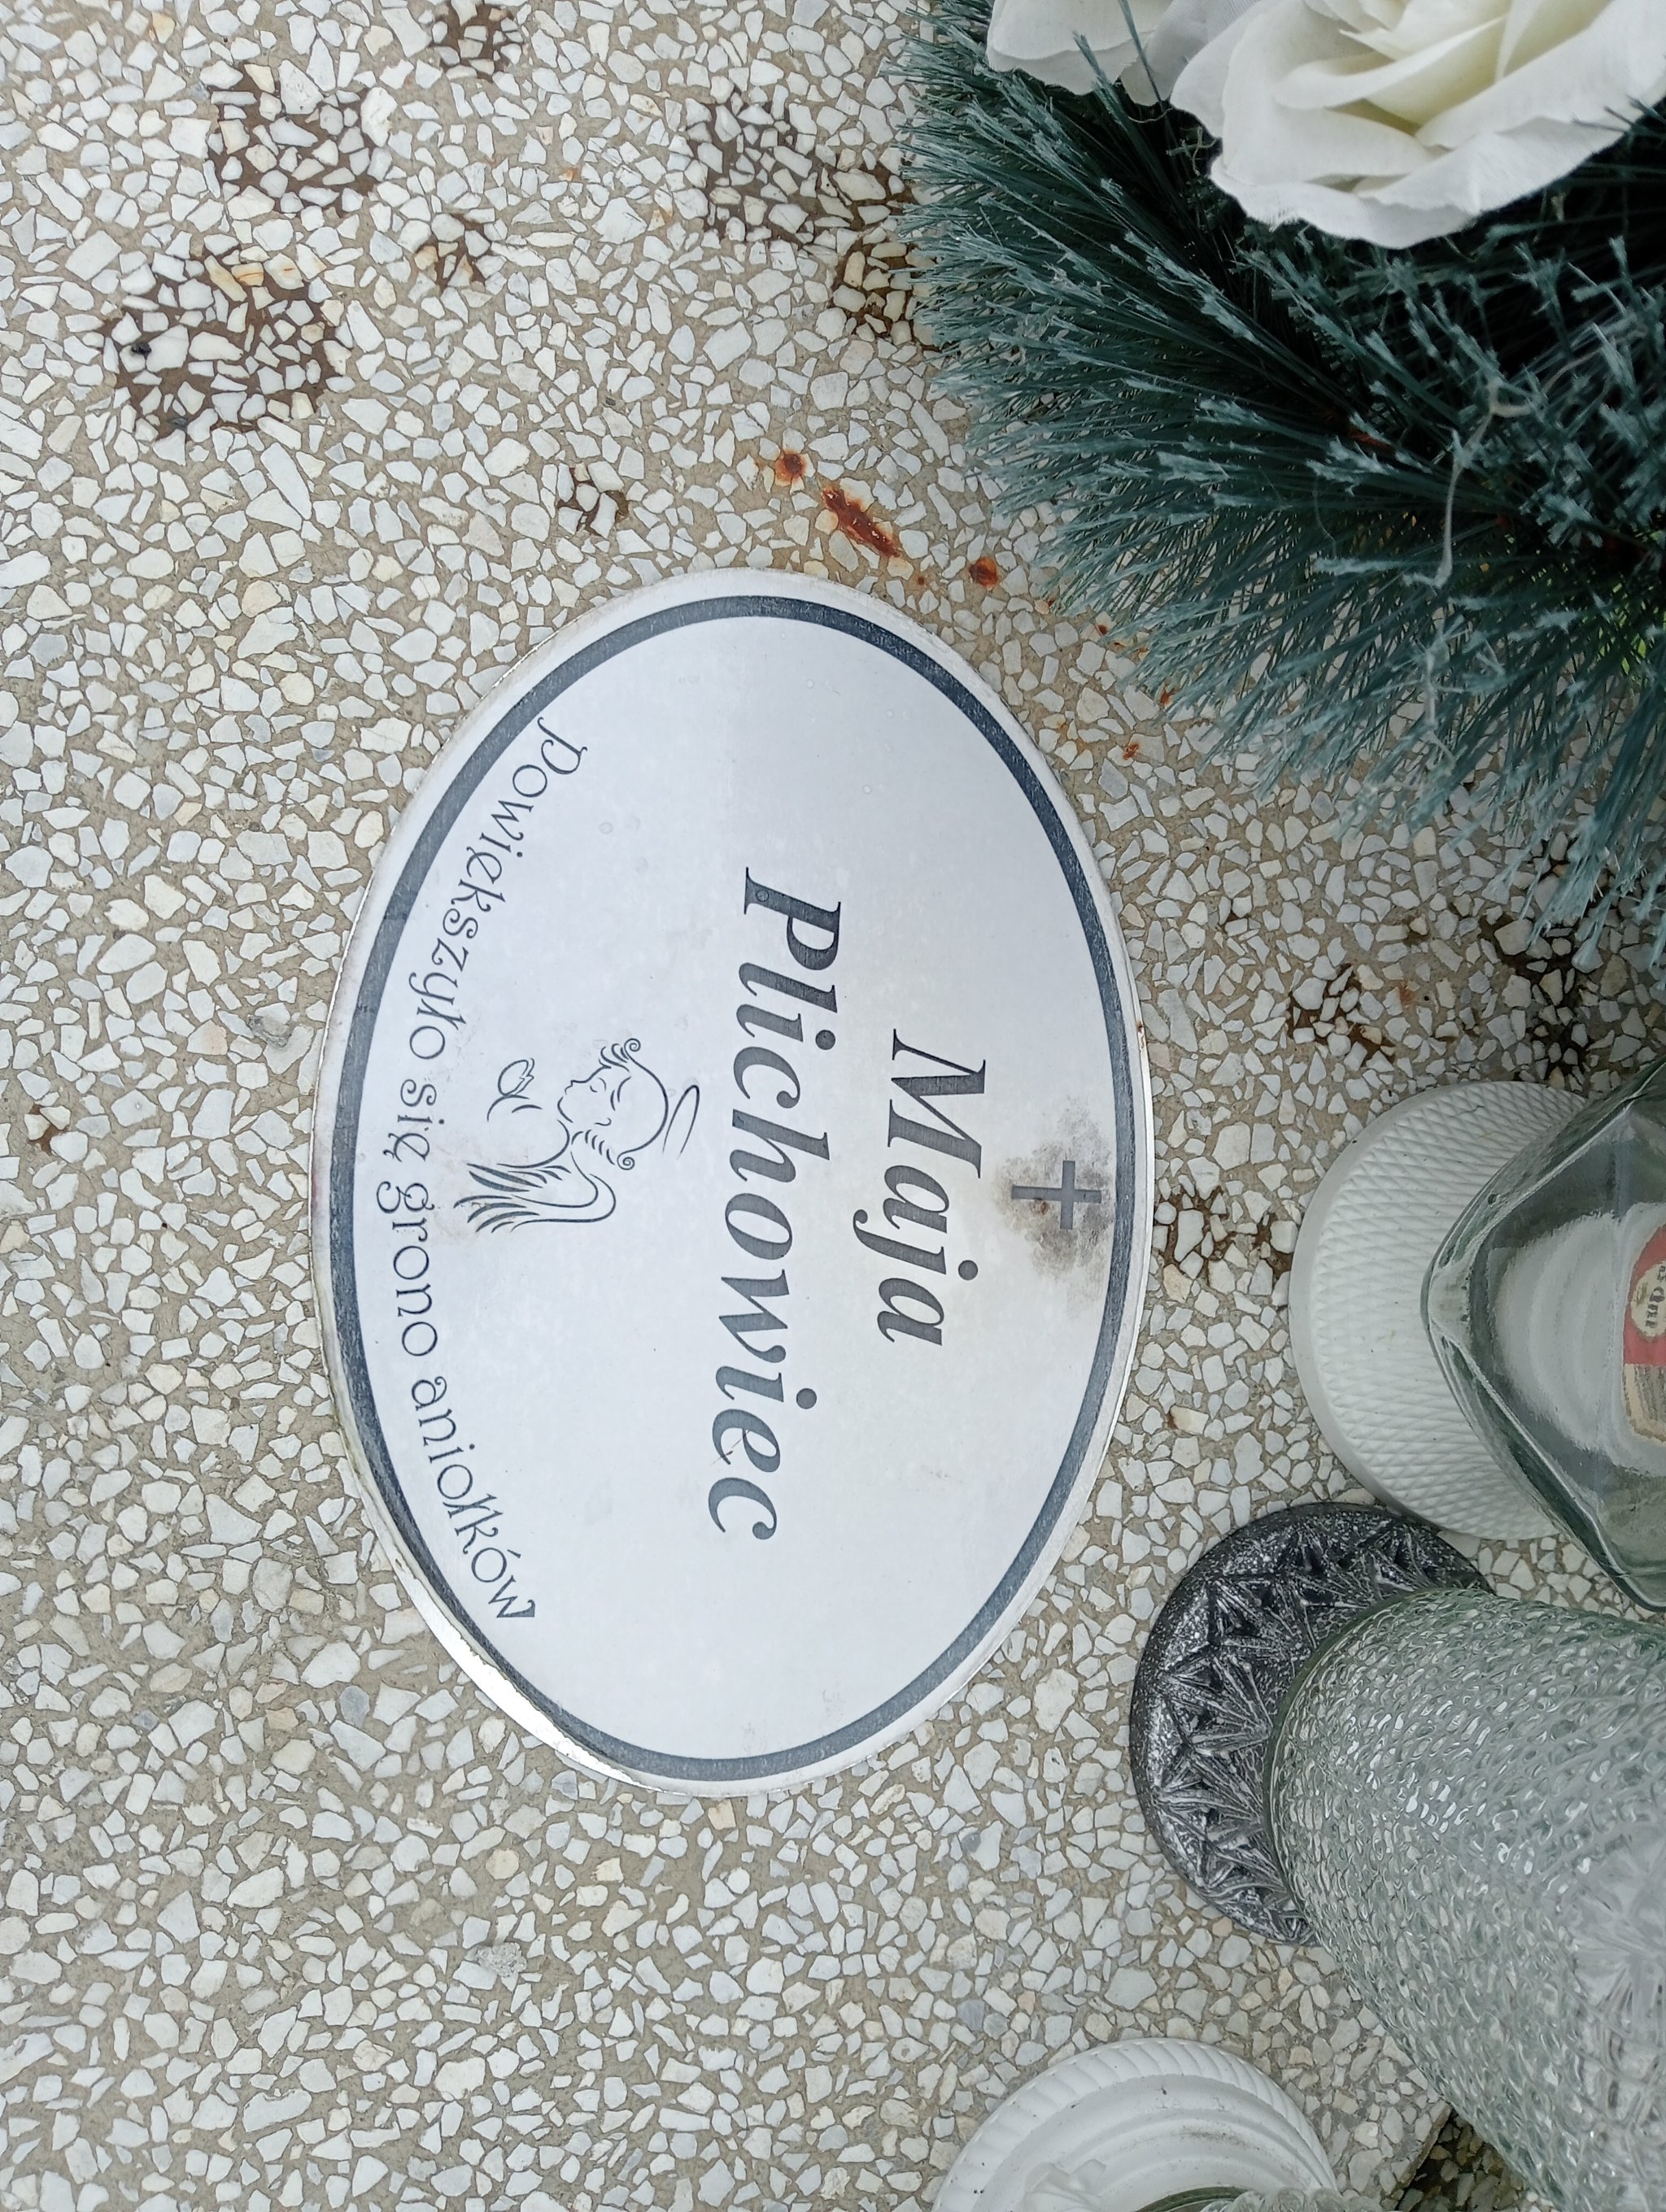 Maja
Plichowiec
Powiększyło się grono aniołków